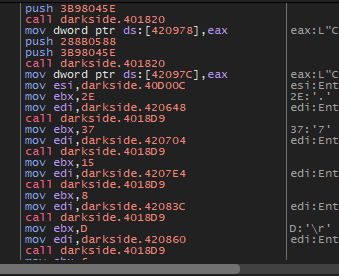 push 3B98045E
call darkside.401820
mov dword ptr ds:[420978],eax eax:L"C
push 288B0588
push 3B98045E
call darkside.401820
mov dword ptr ds:[42097C],eax eax:L"C
mov esi,darkside.40D00C esi:Ent
mov ebx,2E 2E:'.'
mov edi,darkside.420648 edi:Ent
call darkside.4018D9
mov ebx,37 37:'7'
mov edi,darkside.420704 edi:Ent
call darkside.4018D9
mov ebx,15
mov edi,darkside.4207E4 edi:Ent
call darkside.4018D9
mov ebx,8
mov edi,darkside.42083C edi:Ent
call darkside.4018D9
mov ebx,D D:'\r'
mov edi,darkside.420860 edi:Ent
call darkside.4018D9